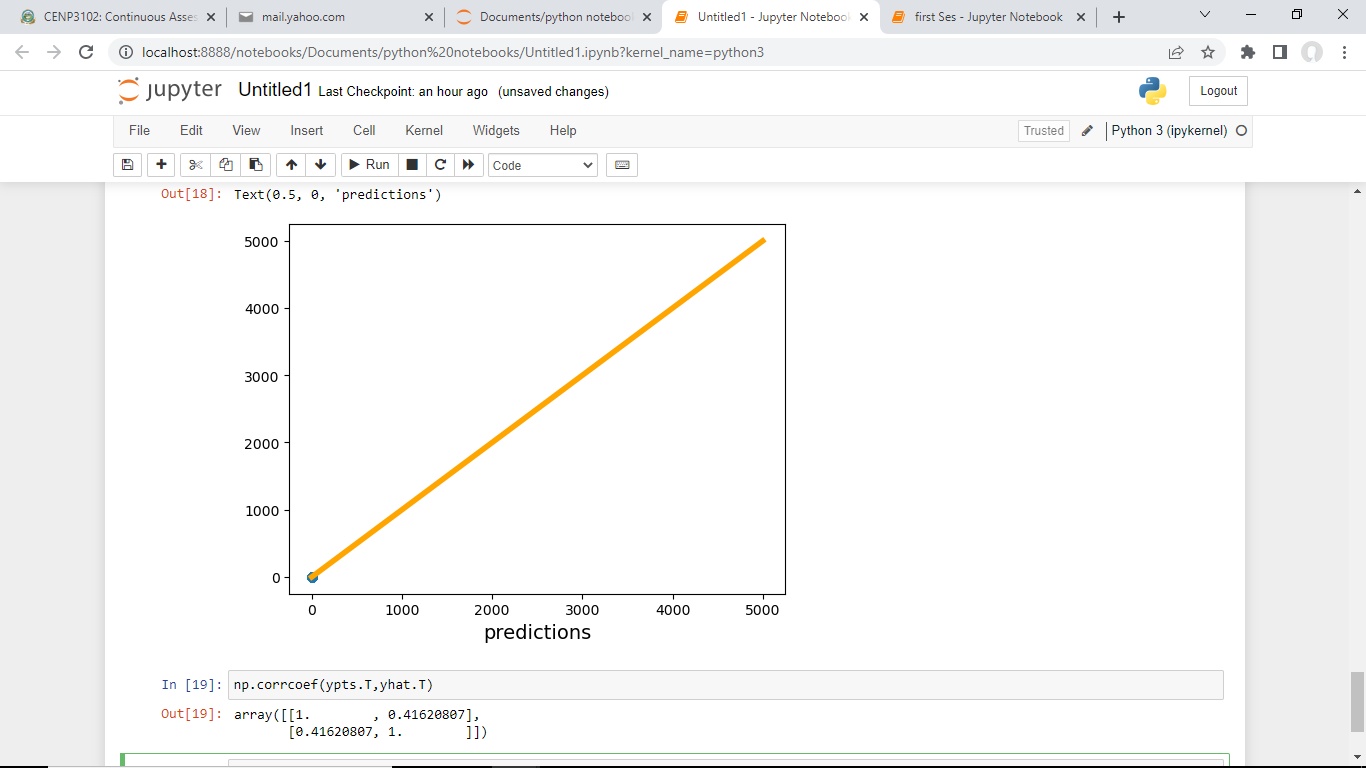 CENP3102: Continuous Asses
mail.yahoo.com
Documents/python noteboo
Untitled1 - Jupyter Notebook
first Ses - Jupyter Notebook
localhost:8888/notebooks/Documents/python%20notebooks/Untitled1.ipynb?kernel_name=python3
jupyter Untitled1 Last Checkpoint: an hour ago (unsaved changes)
Logout
File Edit View Insert Cell Kernel Widgets Help
Trusted Python 3 (ipykernel)
Run Code
Out[18]: Text(0.5, 0, 'predictions')
5000
4000
3000
2000
1000
0
0 1000 2000 3000 4000 5000
predictions
In [19]: np.corrcoef(ypts.T,yhat.T)
Out[19]: array([[1. , 0.41620807],
[0.41620807, 1. ]])